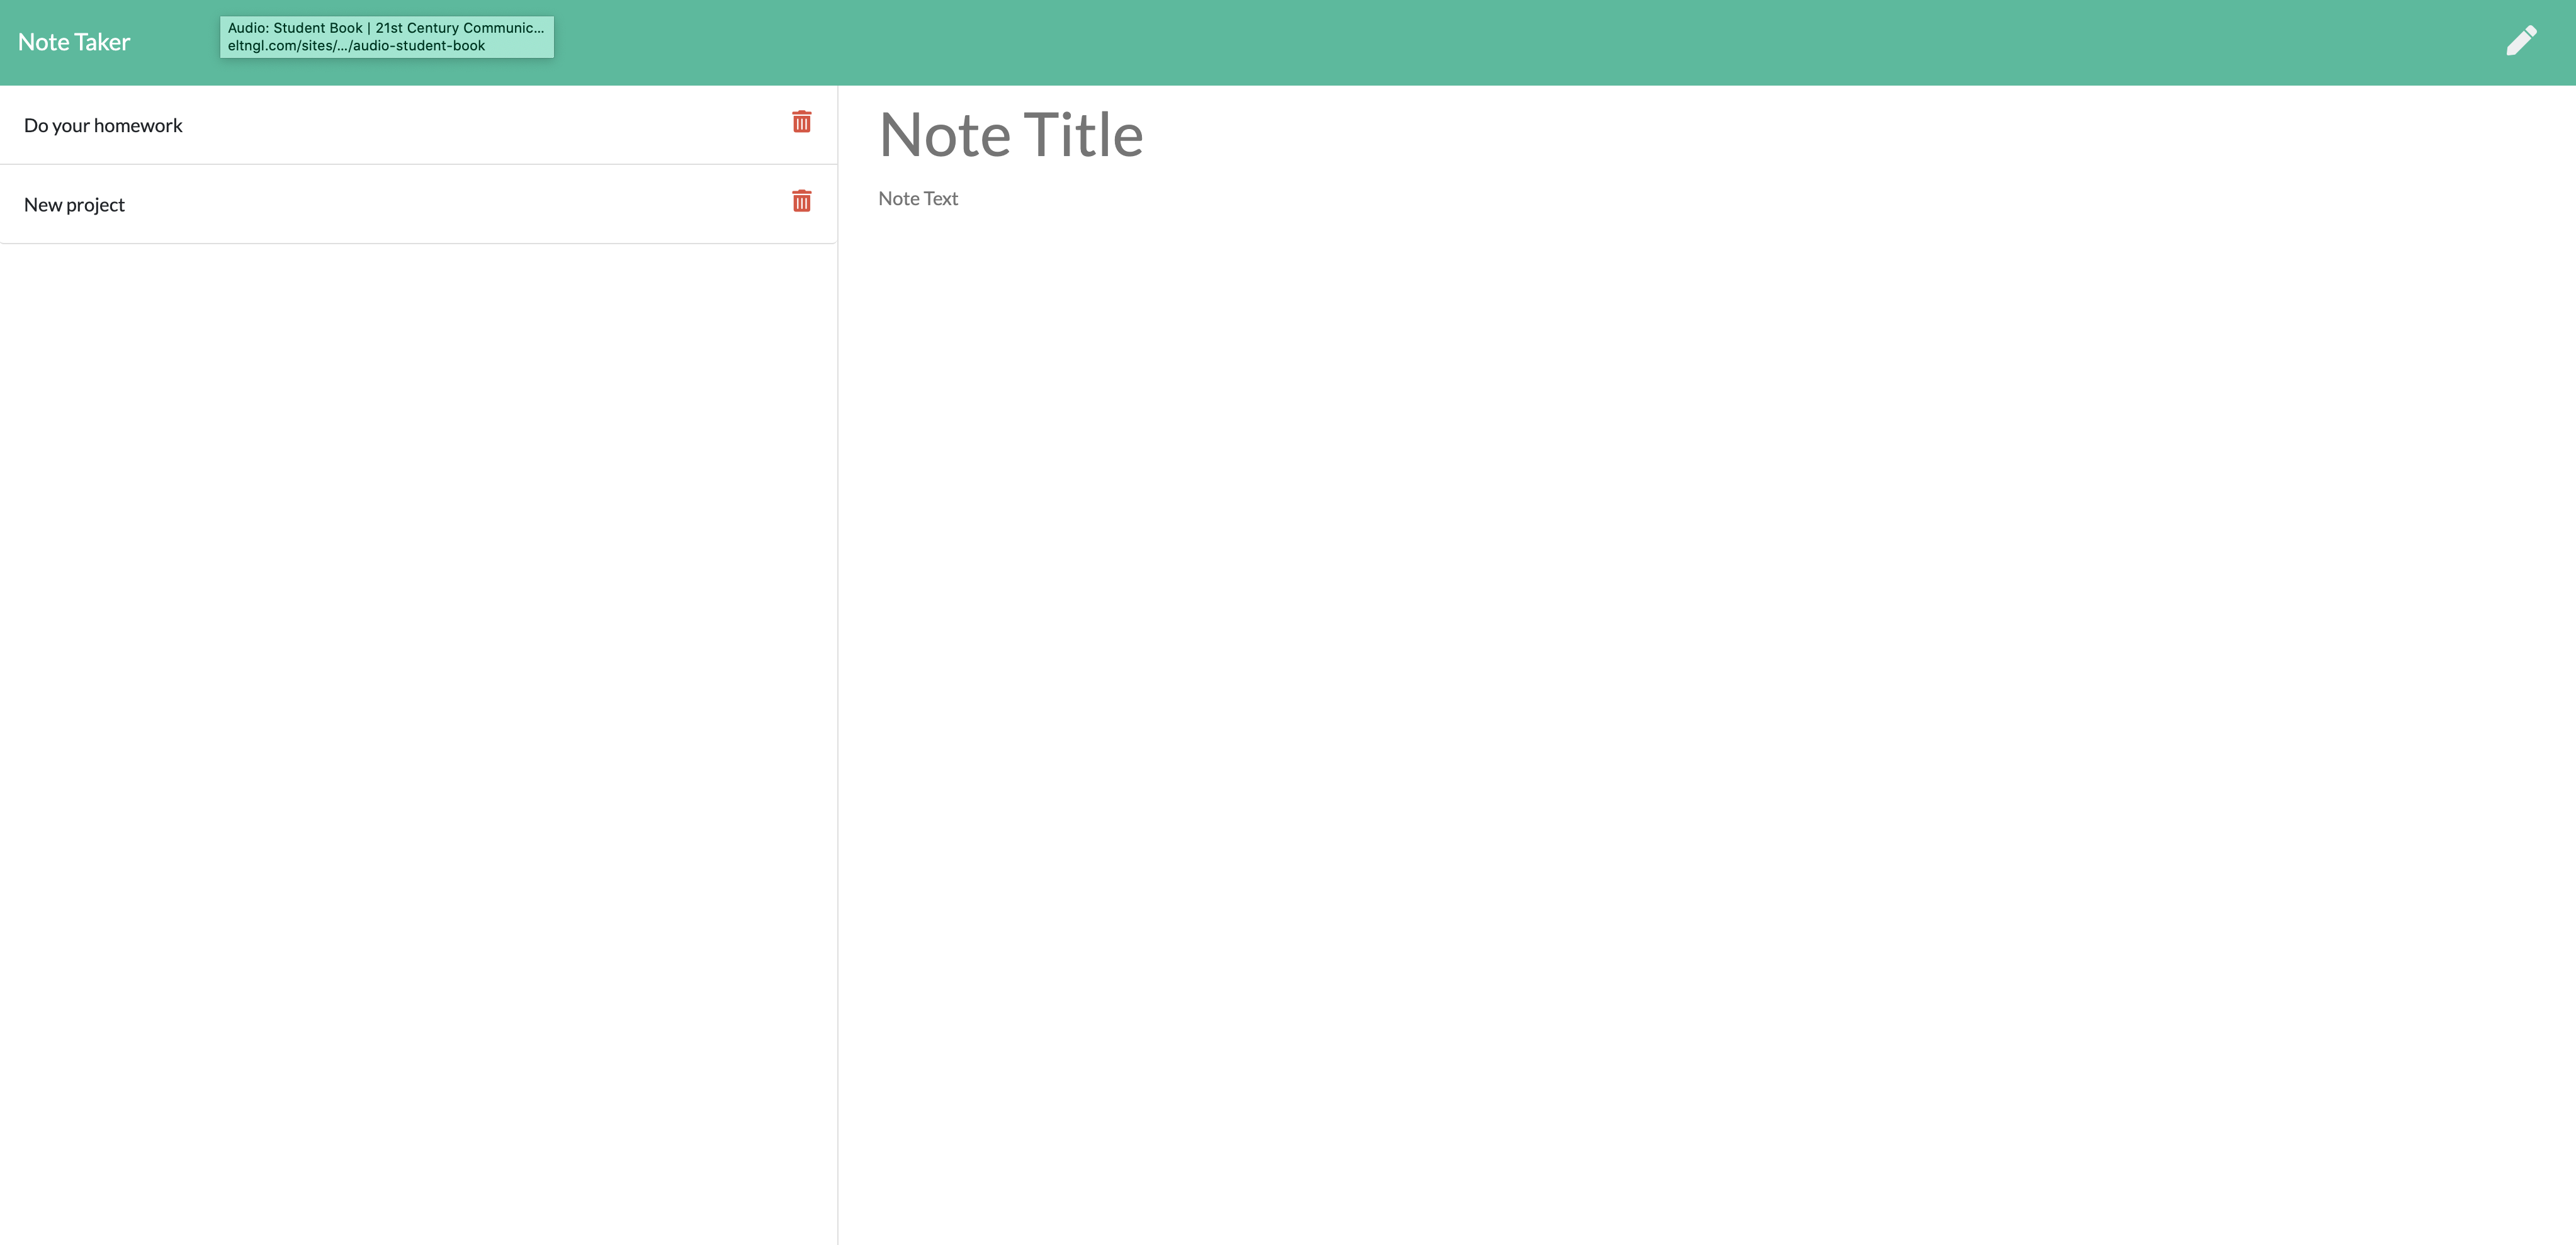 Note Taker
Audio: Student Book | 21st Century Communic...
eltngl.com/sites/.../audio-student-book
Do your homework
New project
Note Title
Note Text